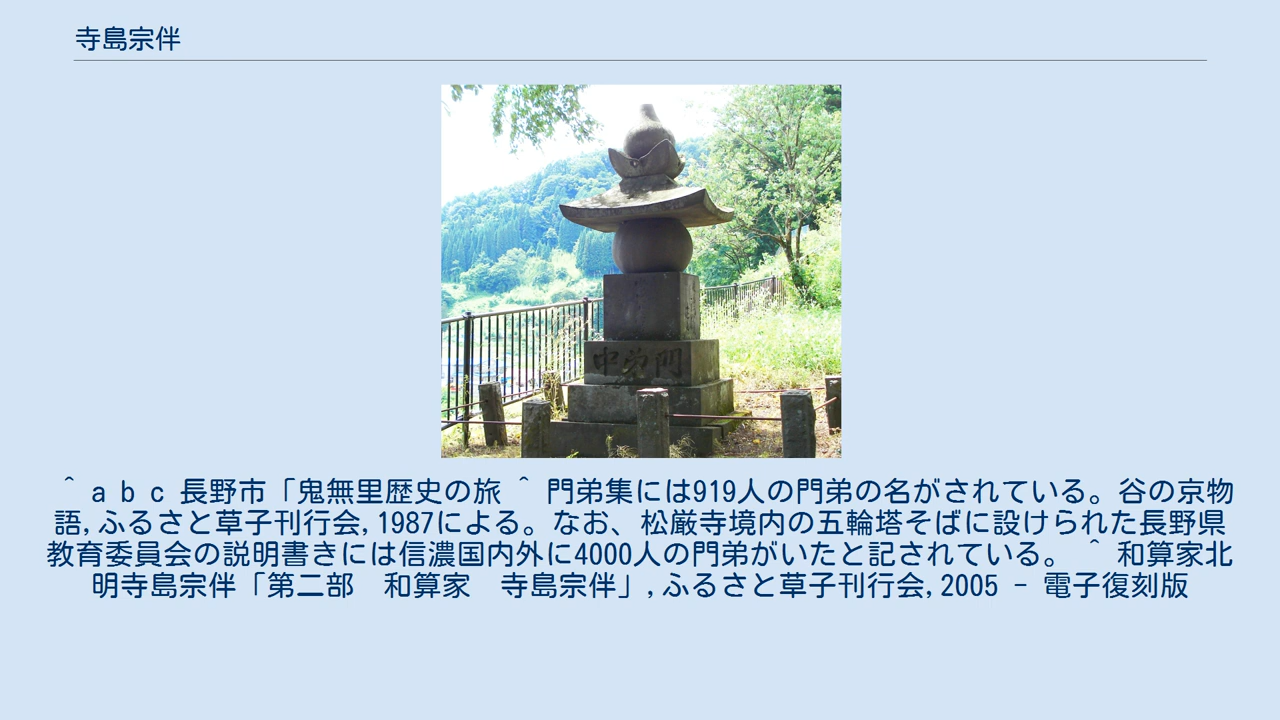 寺島宗伴
中弟門
^ a b c 長野市「鬼無里歴史の旅 ^ 門弟集には919人の門弟の名がされている。谷の京物
語,ふるさと草子刊行会,1987による。なお、松厳寺境内の五輪塔そばに設けられた長野県
教育委員会の説明書きには信濃国内外に4000人の門弟がいたと記されている。 ^ 和算家北
明寺島宗伴「第二部　和算家　寺島宗伴」,ふるさと草子刊行会,2005 - 電子復刻版